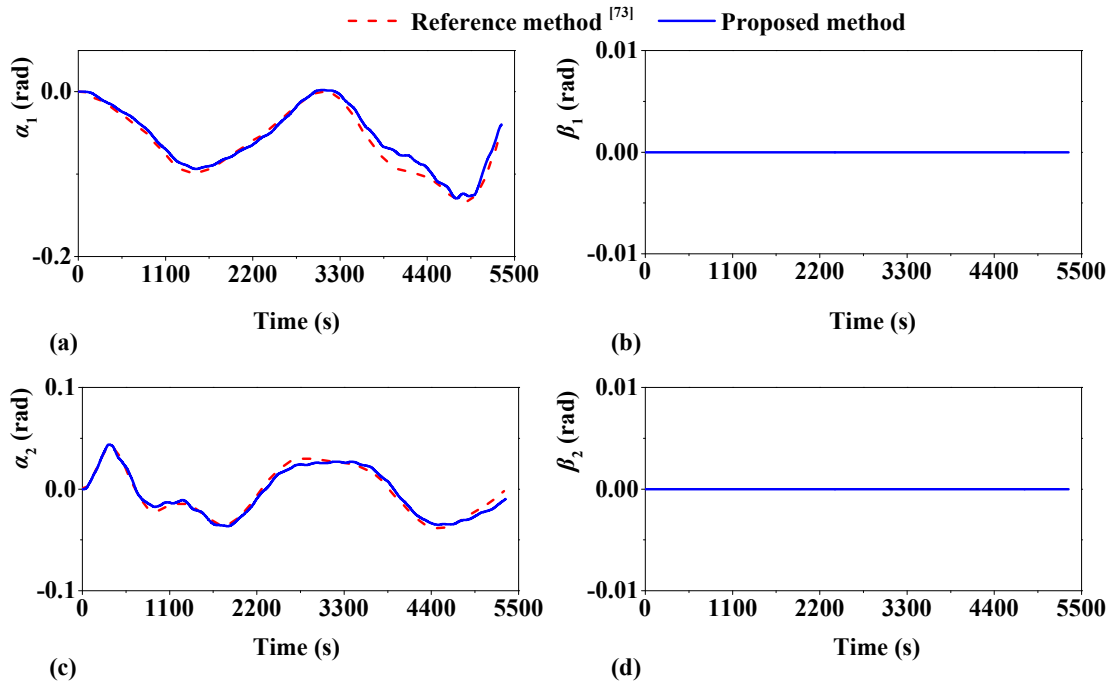 Reference method [73] Proposed method
0.0
-0.2
α1 (rad)
0 1100 2200 3300 4400 5500
Time (s)
(a)
0.01
0.00
-0.01
β1 (rad)
0 1100 2200 3300 4400 5500
Time (s)
(b)
0.1
0.0
-0.1
α2 (rad)
0 1100 2200 3300 4400 5500
Time (s)
(c)
0.01
0.00
-0.01
β2 (rad)
0 1100 2200 3300 4400 5500
Time (s)
(d)